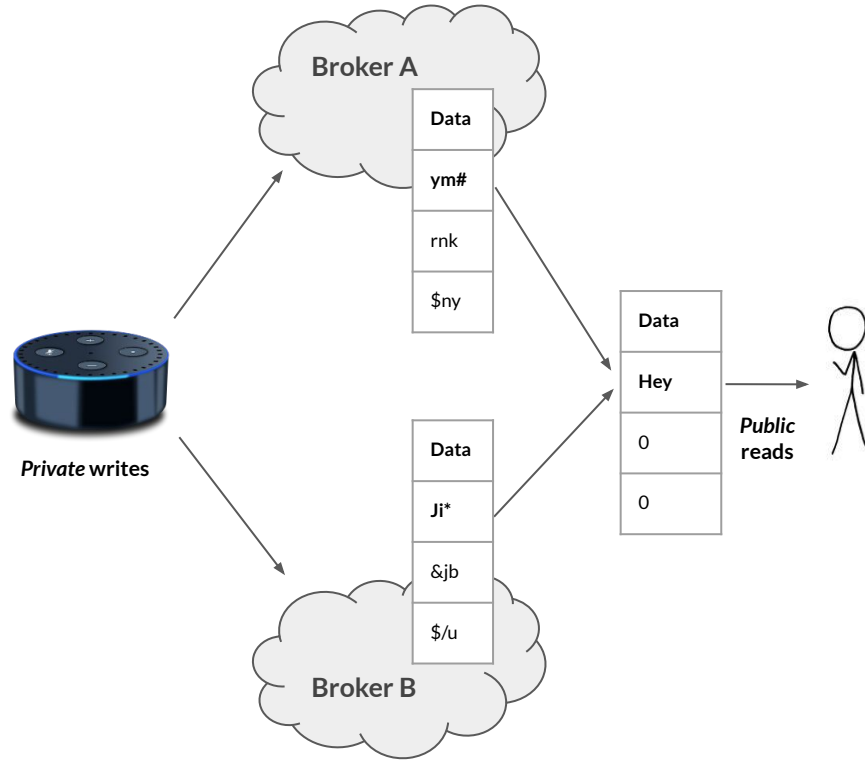 Broker A
Data
ym#
rnk
$ny
Private writes
Data
Hey
0
0
Public
reads
Data
Ji*
&jb
$/u
Broker B